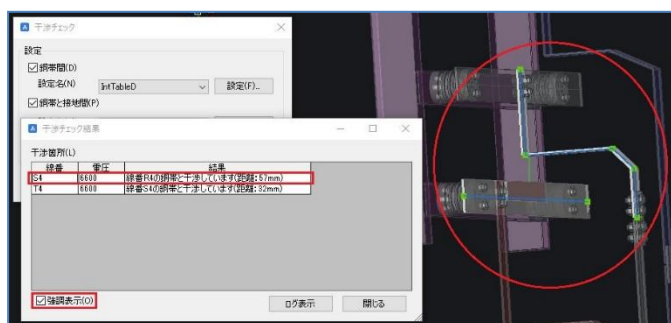 干渉チェック
設定
銅帯間(D)
設定名(N) IntTableD 設定(F)...
銅帯と接地間(P)
干渉チェック結果
干渉箇所(L)
線番 電圧 結果
S4 6600 線番R4の銅帯と干渉しています(距離:57mm)
T4 6600 線番S4の銅帯と干渉しています(距離:32mm)
強調表示(O)
ログ表示 閉じる